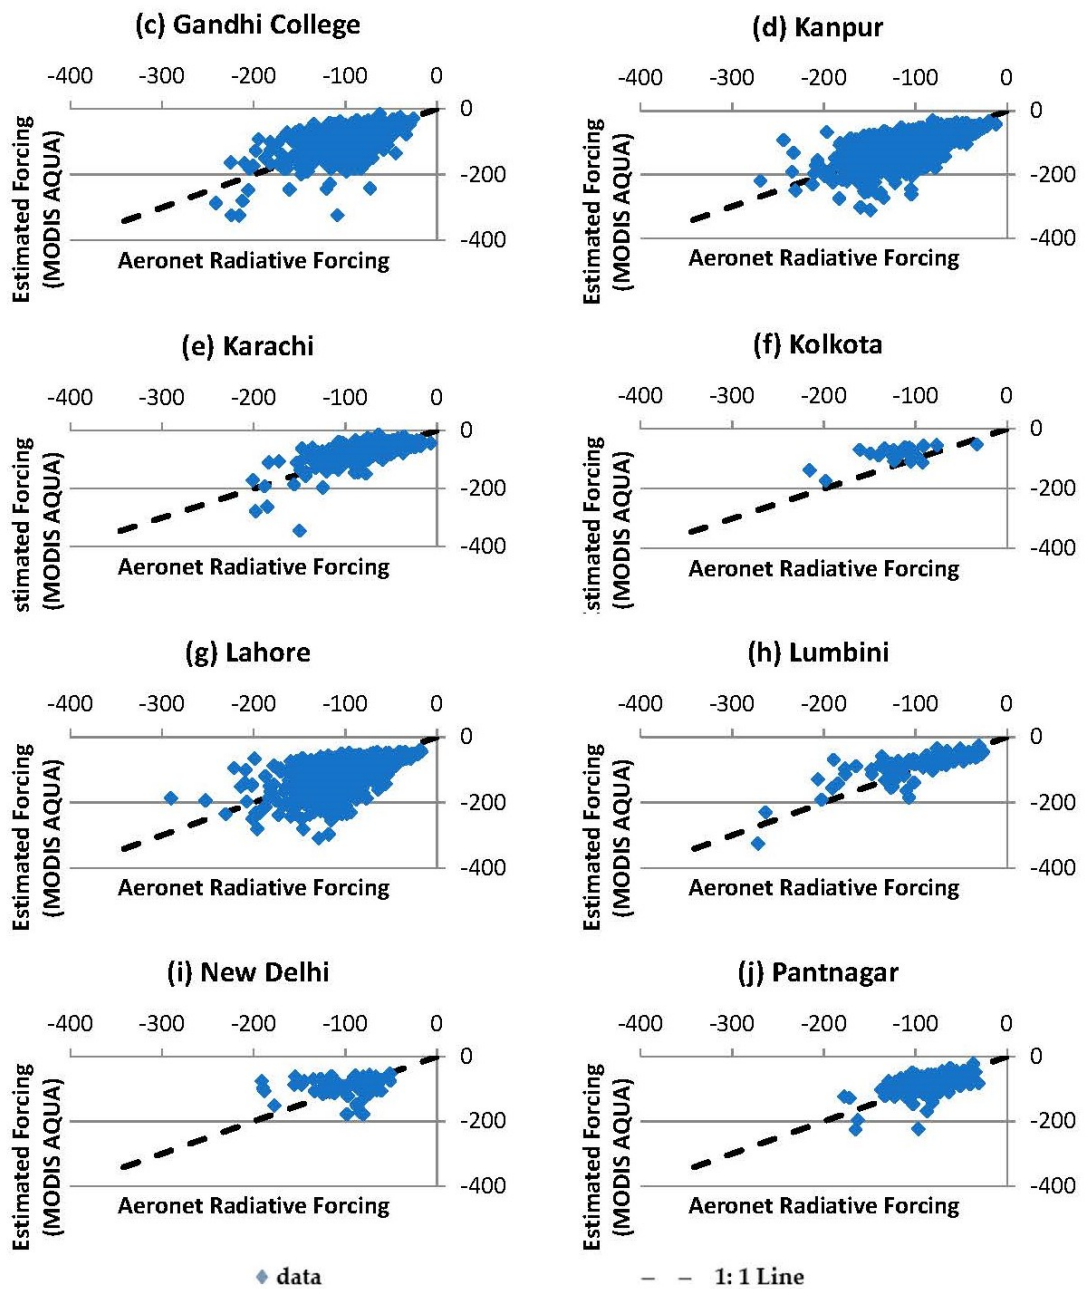 (c) Gandhi College
-400 -300 -200 -100 0
0
-200
-400
Estimated Forcing
(MODIS AQUA)
Aeronet Radiative Forcing
(d) Kanpur
-400 -300 -200 -100 0
0
-200
-400
Estimated Forcing
(MODIS AQUA)
Aeronet Radiative Forcing
(e) Karachi
-400 -300 -200 -100 0
0
-200
-400
stimated Forcing
(MODIS AQUA)
Aeronet Radiative Forcing
(f) Kolkota
-400 -300 -200 -100 0
0
-200
-400
stimated Forcing
(MODIS AQUA)
Aeronet Radiative Forcing
(g) Lahore
-400 -300 -200 -100 0
0
-200
-400
Estimated Forcing
(MODIS AQUA)
Aeronet Radiative Forcing
(h) Lumbini
-400 -300 -200 -100 0
0
-200
-400
Estimated Forcing
(MODIS AQUA)
Aeronet Radiative Forcing
(i) New Delhi
-400 -300 -200 -100 0
0
-200
-400
Estimated Forcing
(MODIS AQUA)
Aeronet Radiative Forcing
(j) Pantnagar
-400 -300 -200 -100 0
0
-200
-400
Estimated Forcing
(MODIS AQUA)
Aeronet Radiative Forcing
data
1: 1 Line